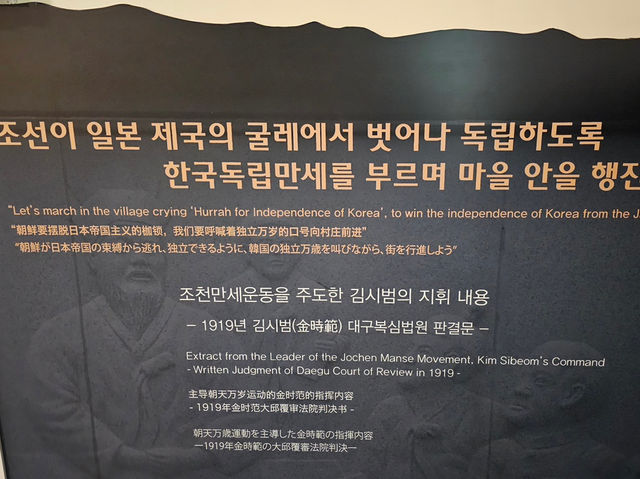 조선이 일본 제국의 굴레에서 벗어나 독립하도록
한국독립만세를 부르며 마을 안을 행진
"Let's march in the village crying 'Hurrah for Independence of Korea', to win the independence of Korea from the
"朝鲜要摆脱日本帝国主义的枷锁，我们要呼喊着独立万岁的口号向村庄前进"
"朝鮮が日本帝国の束縛から逃れ、独立できるように、韓国の独立万歳を叫びながら、街を行進しよう"
조천만세운동을 주도한 김시범의 지휘 내용
– 1919년 김시범(金時範) 대구복심법원 판결문 –
Extract from the Leader of the Jochen Manse Movement, Kim Sibeom's Command
- Written Judgment of Daegu Court of Review in 1919 -
主导朝天万岁运动的金时范的指挥内容
- 1919年金时范大邱覆审法院判决书 -
朝天万歳運動を主導した金時範の指揮内容
—1919年金時範の大邱覆審法院判決—